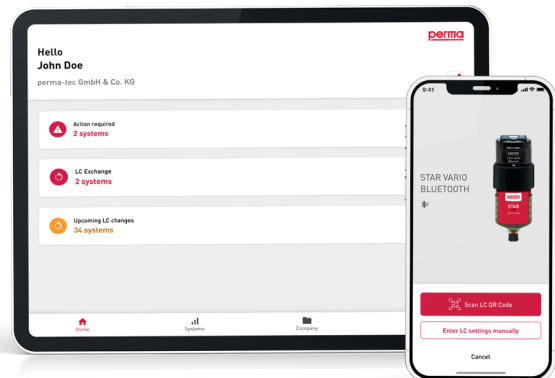 perma
Hello
John Doe
perma-tec GmbH & Co. KG
Action required
2 systems
LC Exchange
2 systems
Upcoming LC changes
34 systems
Home
Systems
Company
9:41
STAR VARIO
BLUETOOTH
perma
STAR
Scan LC QR Code
Enter LC settings manually
Cancel